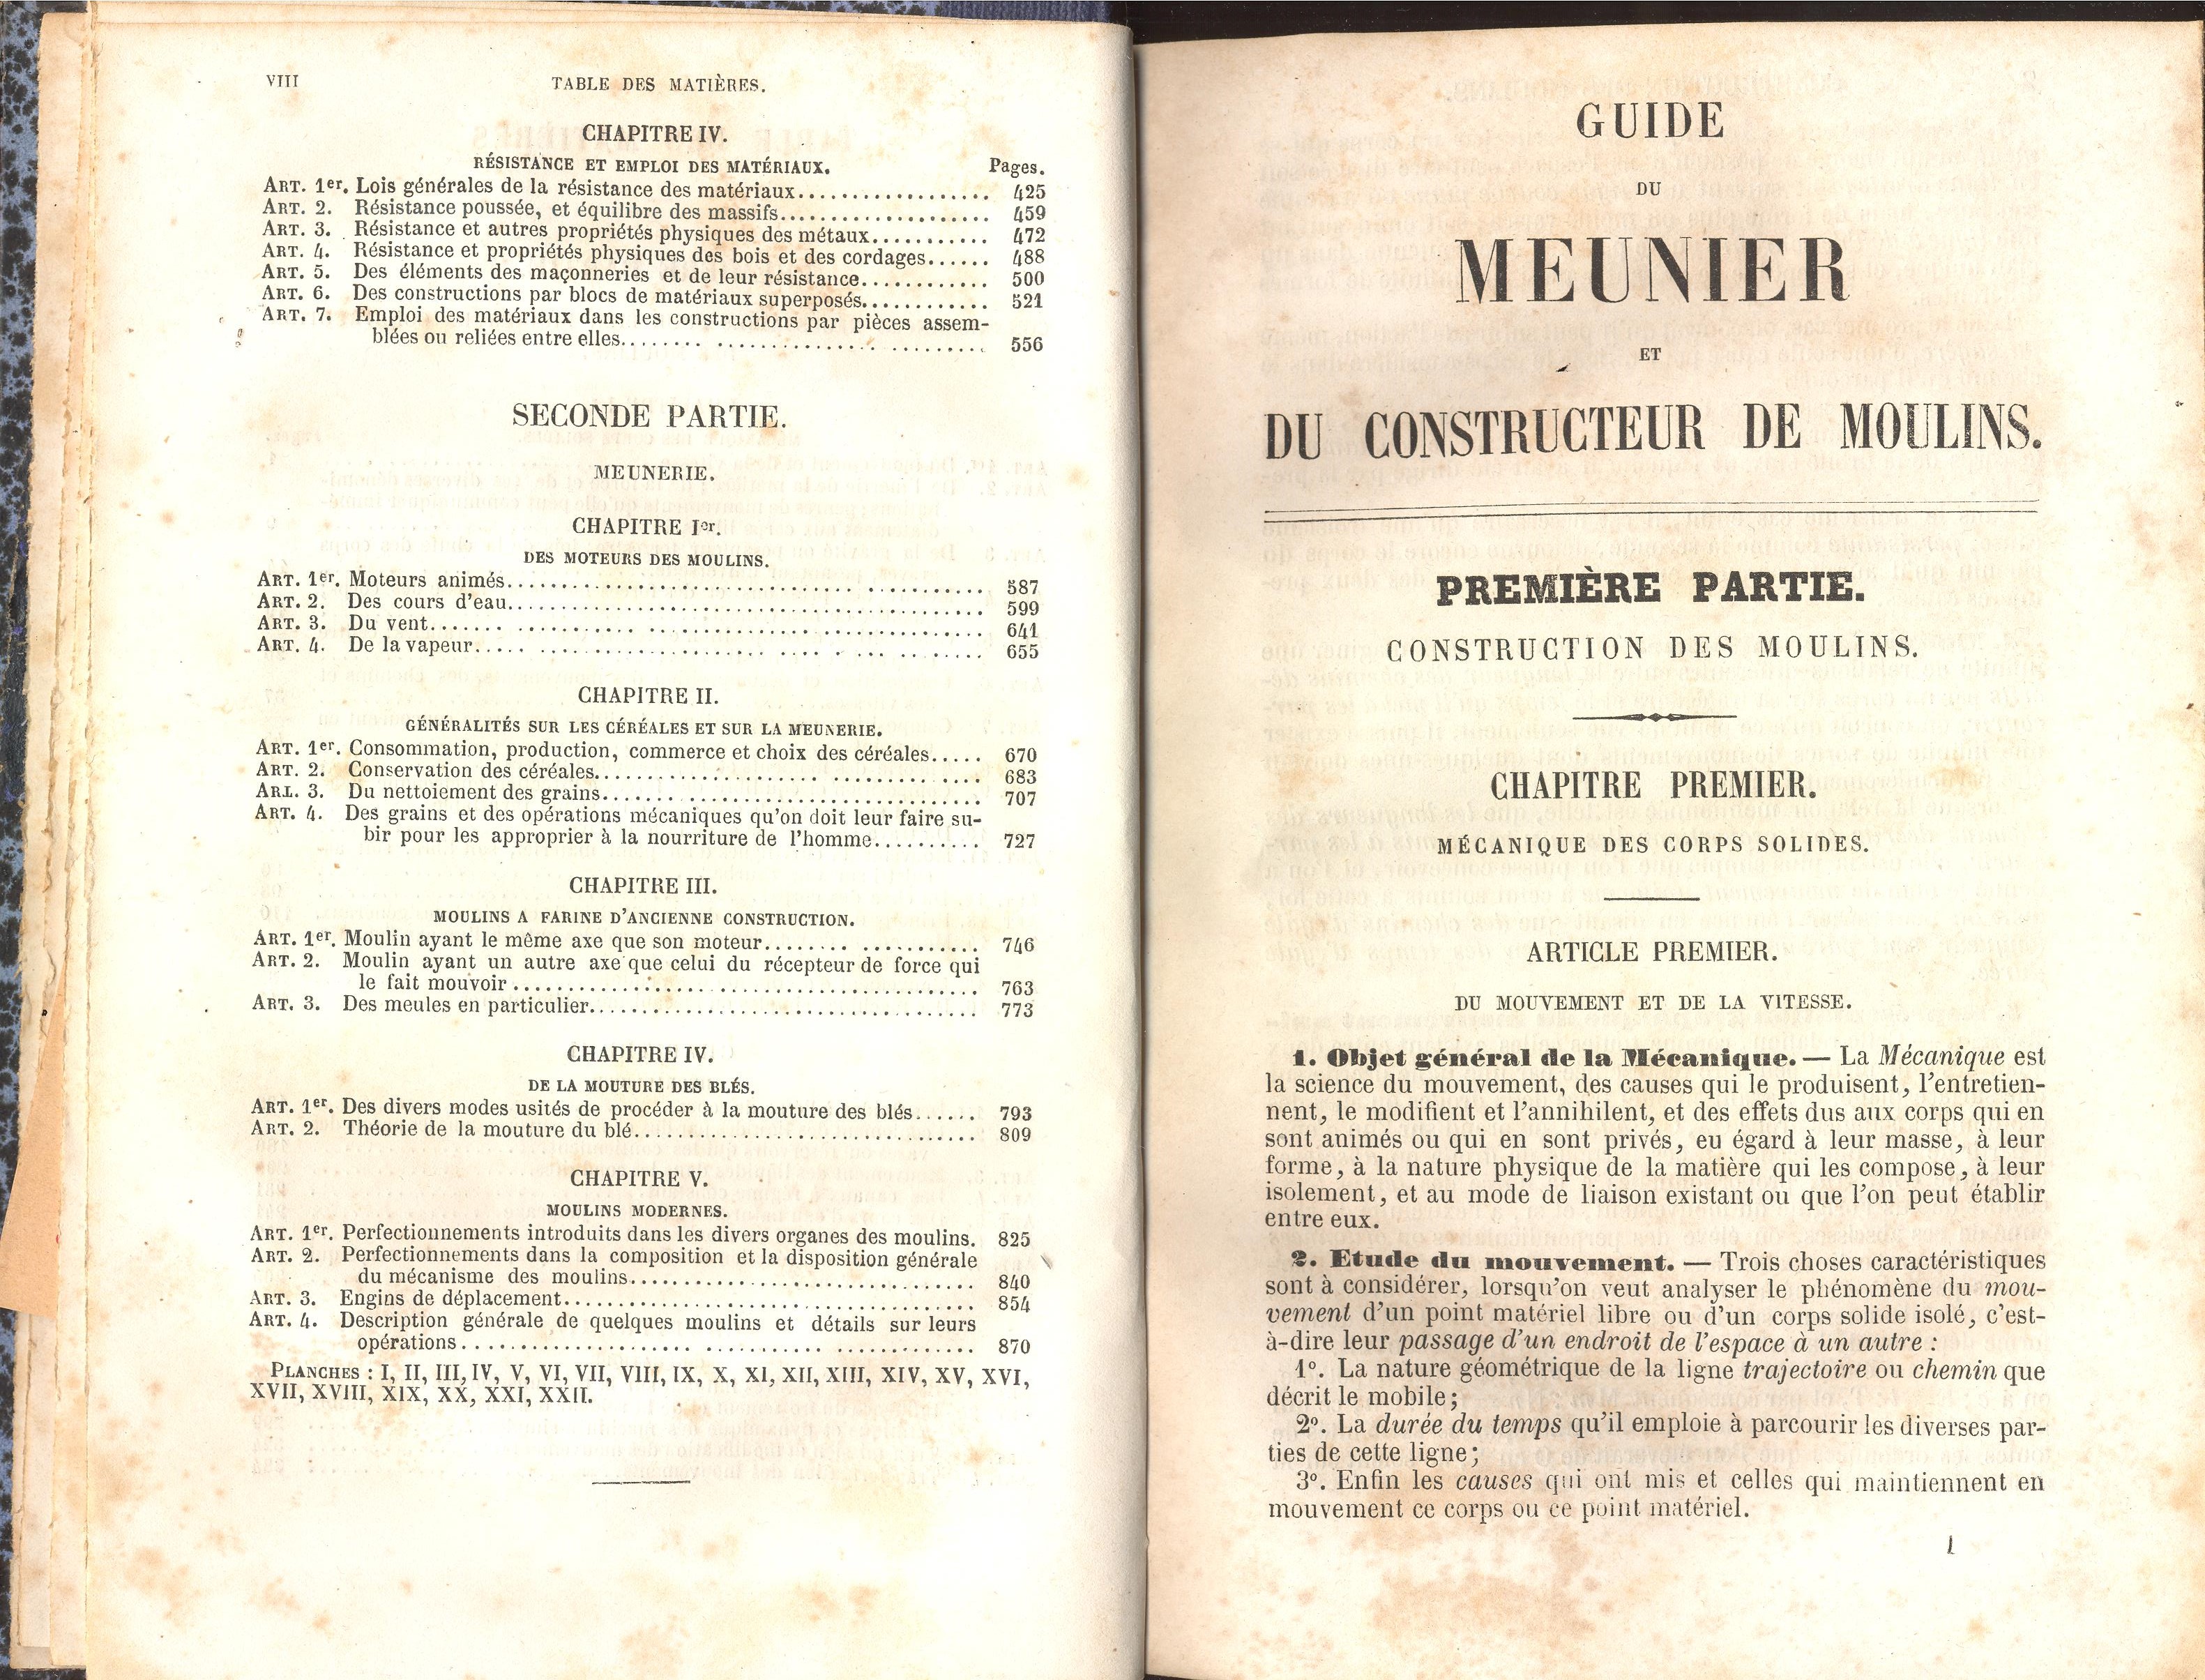 VIII
TABLE DES MATIÈRES.
CHAPITRE IV.
RÉSISTANCE ET EMPLOI DES MATÉRIAUX. Pages.
ART. 1er. Lois générales de la résistance des matériaux.................. 425
ART. 2. Résistance poussée, et équilibre des massifs.................... 459
ART. 3. Résistance et autres propriétés physiques des métaux........... 472
ART. 4. Résistance et propriétés physiques des bois et des cordages...... 488
ART. 5. Des éléments des maçonneries et de leur résistance............ 500
ART. 6. Des constructions par blocs de matériaux superposés............ 521
ART. 7. Emploi des matériaux dans les constructions par pièces assem-
blées ou reliées entre elles........ ............... .......... 556
SECONDE PARTIE.
MEUNERIE.
CHAPITRE Ier.
DES MOTEURS DES MOULINS.
ART. 1er. Moteurs animés.................................. ........... 587
ART. 2. Des cours d'eau.............................................. 599
ART. 3. Du vent....... ............ .................................. 641
ART. 4. De la vapeur..... ........................ .... . ... ........ 655
CHAPITRE II.
GÉNÉRALITÉS SUR LES CÉRÉALES ET SUR LA MEUNERIE.
ART. 1er. Consommation, production, commerce et choix des céréales..... 670
ART. 2. Conservation des céréales...................... ............... 683
ART. 3. Du nettoiement des grains....... ............................. 707
ART. 4. Des grains et des opérations mécaniques qu'on doit leur faire su-
bir pour les approprier à la nourriture de l'homme.......... 727
CHAPITRE III.
MOULINS A FARINE D'ANCIENNE CONSTRUCTION.
ART. 1er. Moulin ayant le même axe que son moteur........ ........... 746
ART. 2. Moulin ayant un autre axe que celui du récepteur de force qui
le fait mouvoir ............................................. 763
ART. 3. Des meules en particulier..................................... 773
CHAPITRE IV.
DE LA MOUTURE DES BLÉS.
ART. 1er. Des divers modes usités de procéder à la mouture des blés...... 793
ART. 2. Théorie de la mouture du blé................................. 809
CHAPITRE V.
MOULINS MODERNES.
ART. 1er. Perfectionnements introduits dans les divers organes des moulins. 825
ART. 2. Perfectionnements dans la composition et la disposition générale
du mécanisme des moulins................................. 840
ART. 3. Engins de déplacement........................................ 854
ART. 4. Description générale de quelques moulins et détails sur leurs
opérations................................... ............. 870
PLANCHES : I, II, III, IV, V, VI, VII, VIII, IX, X, XI, XII, XIII, XIV, XV, XVI,
XVII, XVIII, XIX, XX, XXI, XXII.
GUIDE
DU
MEUNIER
ET
DU CONSTRUCTEUR DE MOULINS.
PREMIÈRE PARTIE.
CONSTRUCTION DES MOULINS.
CHAPITRE PREMIER.
MÉCANIQUE DES CORPS SOLIDES.
ARTICLE PREMIER.
DU MOUVEMENT ET DE LA VITESSE.
1. Objet général de la Mécanique. — La Mécanique est
la science du mouvement, des causes qui le produisent, l'entretien-
nent, le modifient et l'annihilent, et des effets dus aux corps qui en
sont animés ou qui en sont privés, eu égard à leur masse, à leur
forme, à la nature physique de la matière qui les compose, à leur
isolement, et au mode de liaison existant ou que l'on peut établir
entre eux.
2. Etude du mouvement. — Trois choses caractéristiques
sont à considérer, lorsqu'on veut analyser le phénomène du mou-
vement d'un point matériel libre ou d'un corps solide isolé, c'est-
à-dire leur passage d'un endroit de l'espace à un autre :
1°. La nature géométrique de la ligne trajectoire ou chemin que
décrit le mobile;
2°. La durée du temps qu'il emploie à parcourir les diverses par-
ties de cette ligne;
3°. Enfin les causes qui ont mis et celles qui maintiennent en
mouvement ce corps ou ce point matériel.
1